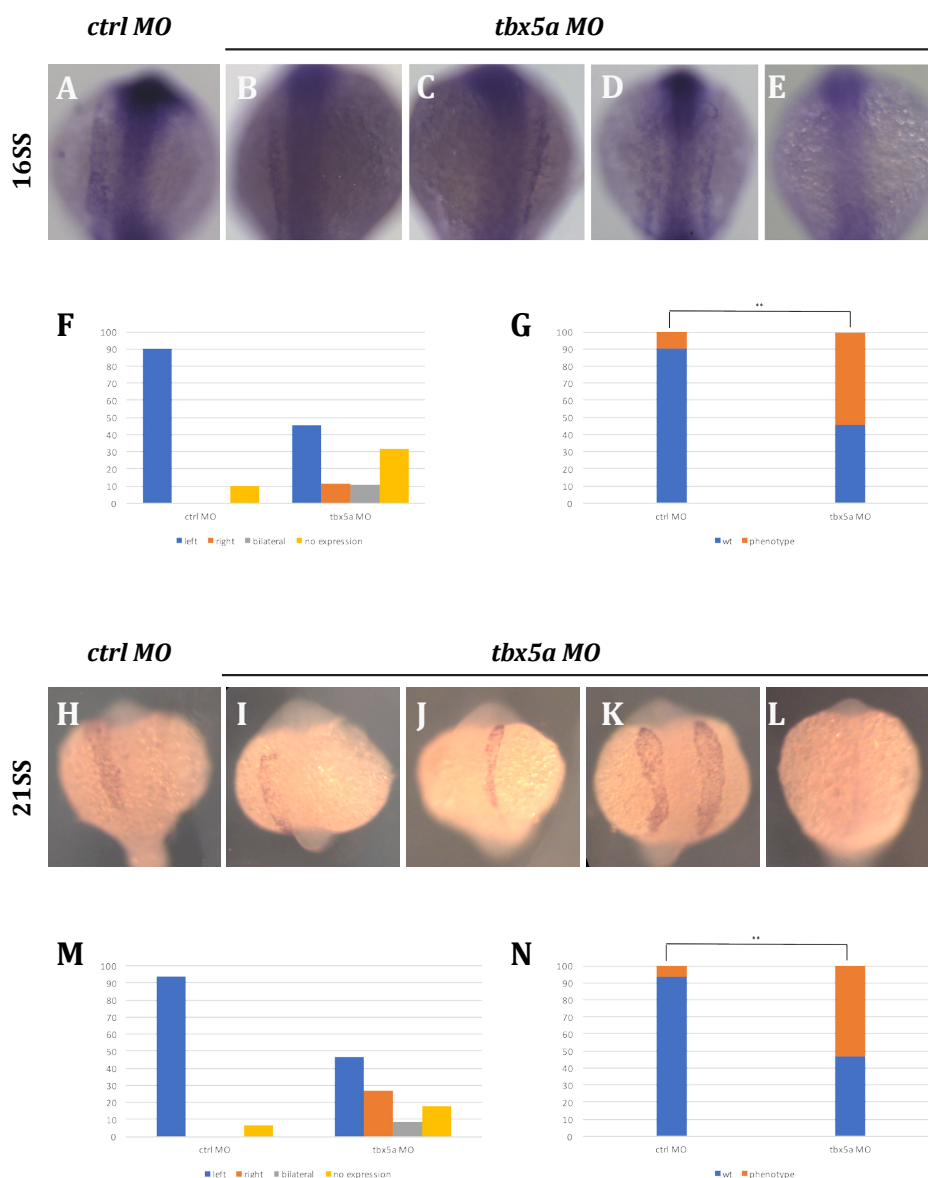 ctrl MO tbx5a MO
16SS
A B C D E
F
100
90
80
70
60
50
40
30
20
10
0
ctrl MO tbx5a MO
left right bilateral no expression
G
**
100
90
80
70
60
50
40
30
20
10
0
ctrl MO tbx5a MO
wt phenotype
ctrl MO tbx5a MO
21SS
H I J K L
M
100
90
80
70
60
50
40
30
20
10
0
ctrl MO tbx5a MO
left right bilateral no expression
N
**
100
90
80
70
60
50
40
30
20
10
0
ctrl MO tbx5a MO
wt phenotype